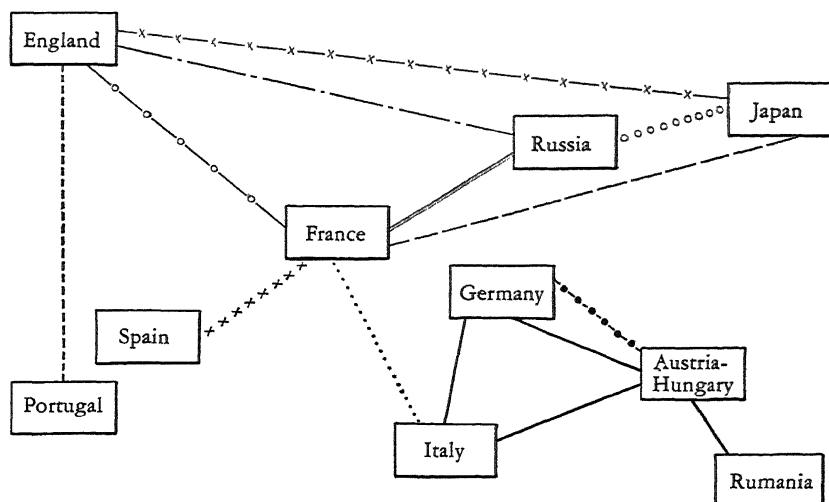 England
Japan
Russia
France
Germany
Spain
Austria-
Hungary
Portugal
Italy
Rumania